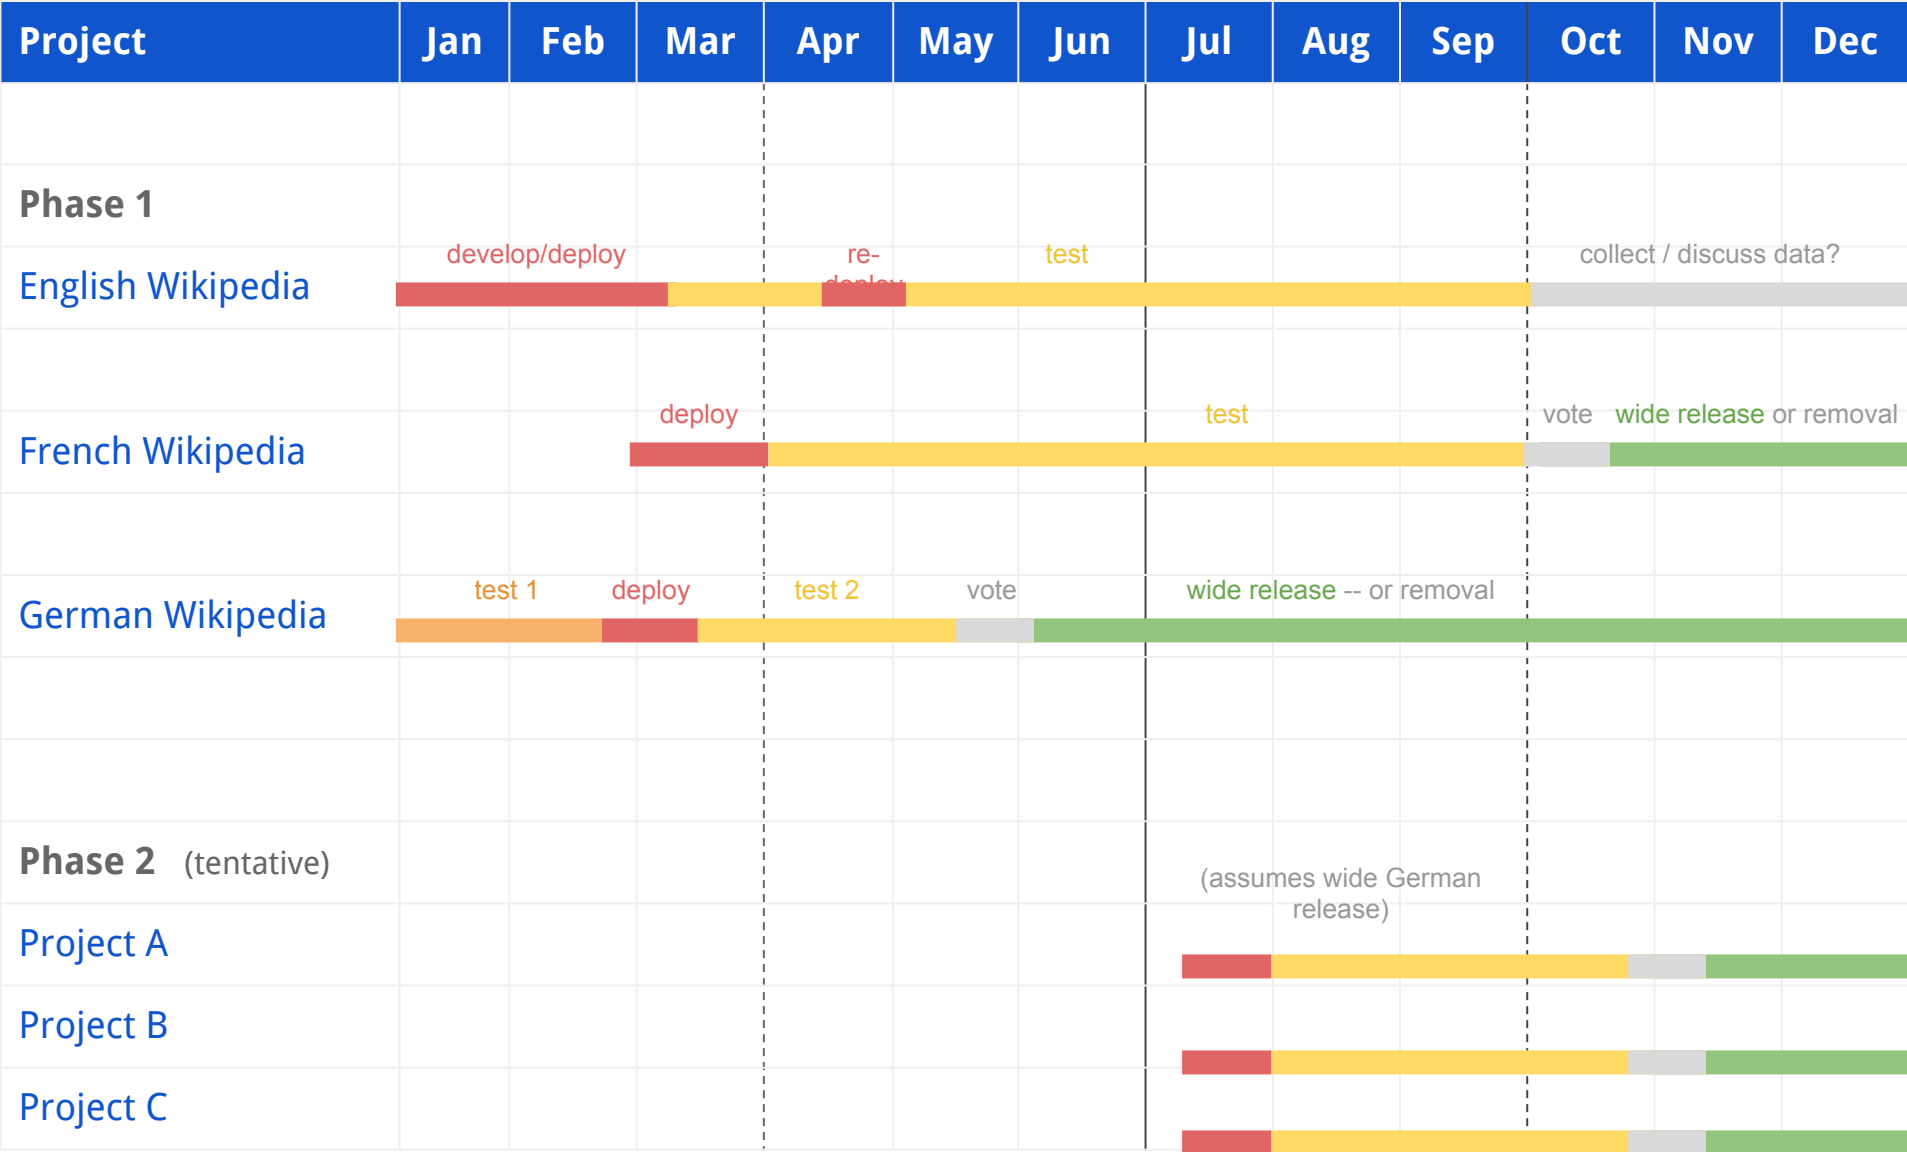 Project Jan Feb Mar Apr May Jun Jul Aug Sep Oct Nov Dec
Phase 1
develop/deploy re- test collect / discuss data?
deploy
English Wikipedia
deploy test vote wide release or removal
French Wikipedia
test 1 deploy test 2 vote wide release -- or removal
German Wikipedia
Phase 2 (tentative)
(assumes wide German
release)
Project A
Project B
Project C